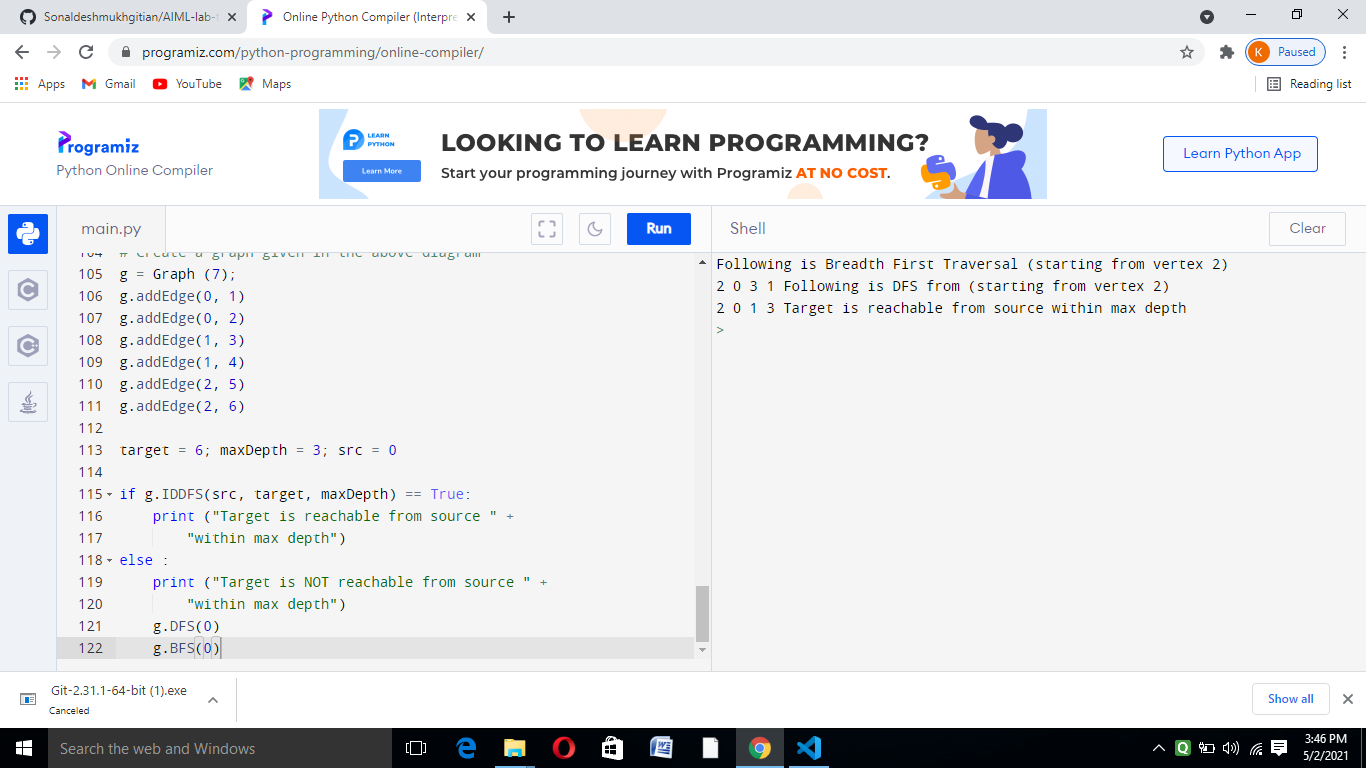 Sonaldeshmukhgitian/AIML-lab-
Online Python Compiler (Interpre
programiz.com/python-programming/online-compiler/
K Paused
Apps Gmail YouTube Maps
Reading list
Programiz
Python Online Compiler
LEARN PYTHON
Learn More
LOOKING TO LEARN PROGRAMMING?
Start your programming journey with Programiz AT NO COST.
Learn Python App
main.py
Run
Shell
Clear
104 # Create a graph given in the above diagram
105 g = Graph (7);
106 g.addEdge(0, 1)
107 g.addEdge(0, 2)
108 g.addEdge(1, 3)
109 g.addEdge(1, 4)
110 g.addEdge(2, 5)
111 g.addEdge(2, 6)
112
113 target = 6; maxDepth = 3; src = 0
114
115 if g.IDDFS(src, target, maxDepth) == True:
116 print ("Target is reachable from source " +
117 "within max depth")
118 else :
119 print ("Target is NOT reachable from source " +
120 "within max depth")
121 g.DFS(0)
122 g.BFS(0)
Following is Breadth First Traversal (starting from vertex 2)
2 0 3 1 Following is DFS from (starting from vertex 2)
2 0 1 3 Target is reachable from source within max depth
>
Git-2.31.1-64-bit (1).exe
Canceled
Show all
Search the web and Windows
3:46 PM
5/2/2021